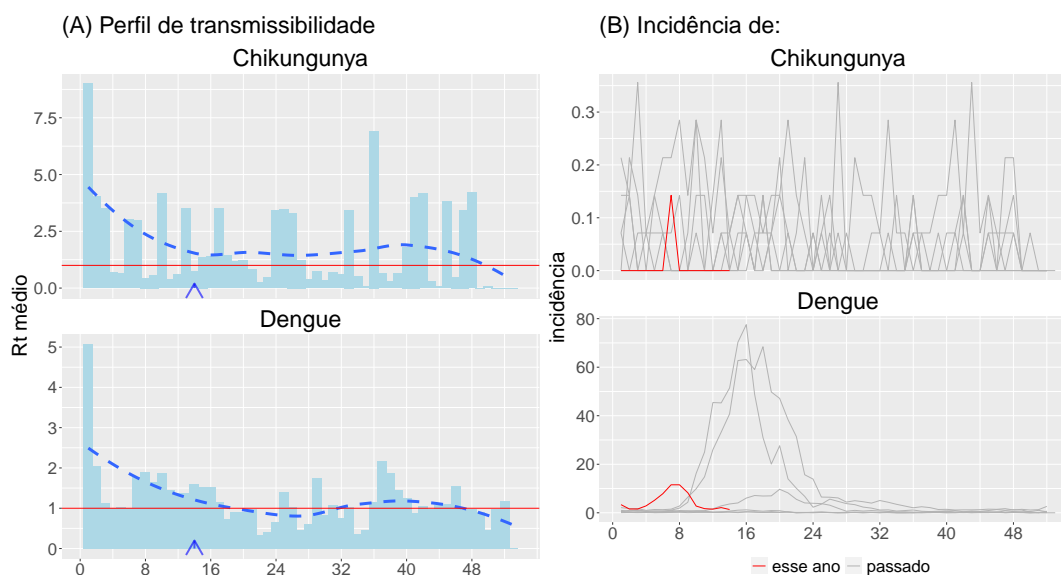 (A) Perfil de transmissibilidade
Chikungunya
7.5
5.0
2.5
0.0
Dengue
5
4
3
2
1
0
0 8 16 24 32 40 48
Rt médio
(B) Incidência de:
Chikungunya
0.3
0.2
0.1
0.0
Dengue
80
60
40
20
0
0 8 16 24 32 40 48
incidência
esse ano passado